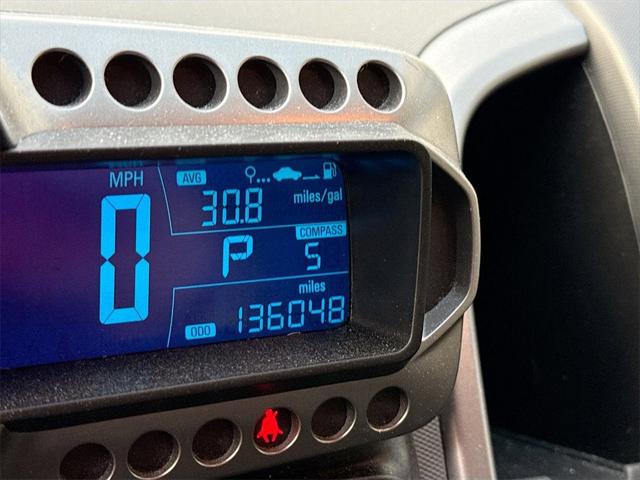 MPH
0
AVG
30.8 miles/gal
P
COMPASS
S
miles
ODO 136048